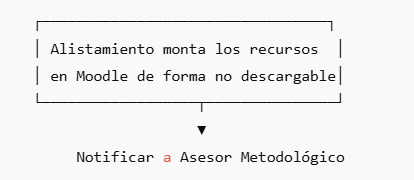 Alistamiento monta los recursos
en Moodle de forma no descargable
Notificar a Asesor Metodológico